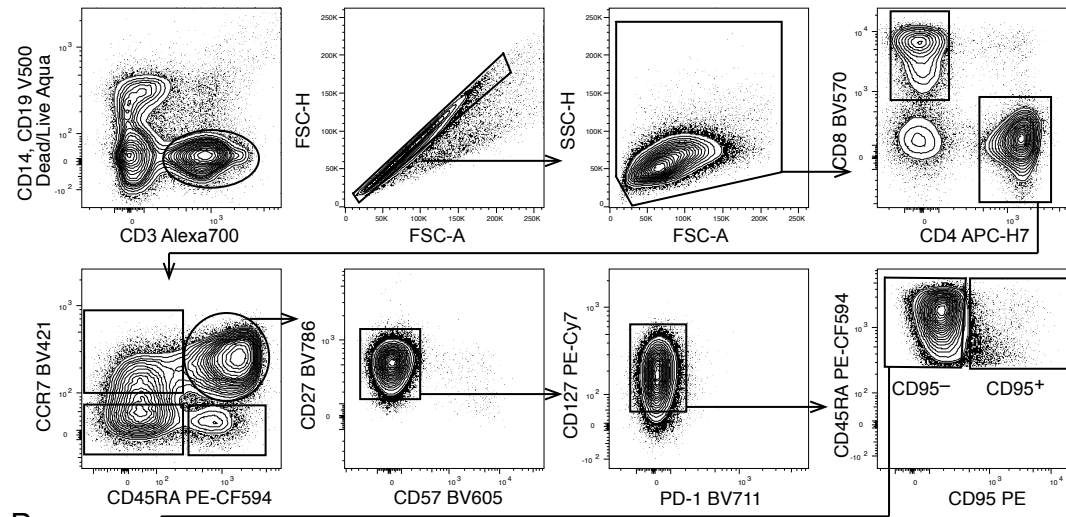 CD14, CD19 V500
Dead/Live Aqua
10³
10²
0
-10²
0
10³
CD3 Alexa700
FSC-H
250K
200K
150K
100K
50K
0
0
50K
100K
150K
200K
250K
FSC-A
SSC-H
250K
200K
150K
100K
50K
0
50K
100K
150K
200K
250K
FSC-A
CD8 BV570
10⁴
10³
10²
0
0
10³
CD4 APC-H7
CCR7 BV421
10³
10²
0
0
10²
10³
CD45RA PE-CF594
CD27 BV786
10³
10²
0
0
10³
CD57 BV605
CD127 PE-Cy7
10³
10²
0
-10²
0
10³
PD-1 BV711
CD45RA PE-CF594
10³
10²
0
-10²
CD95–
CD95+
0
10³
10⁴
CD95 PE